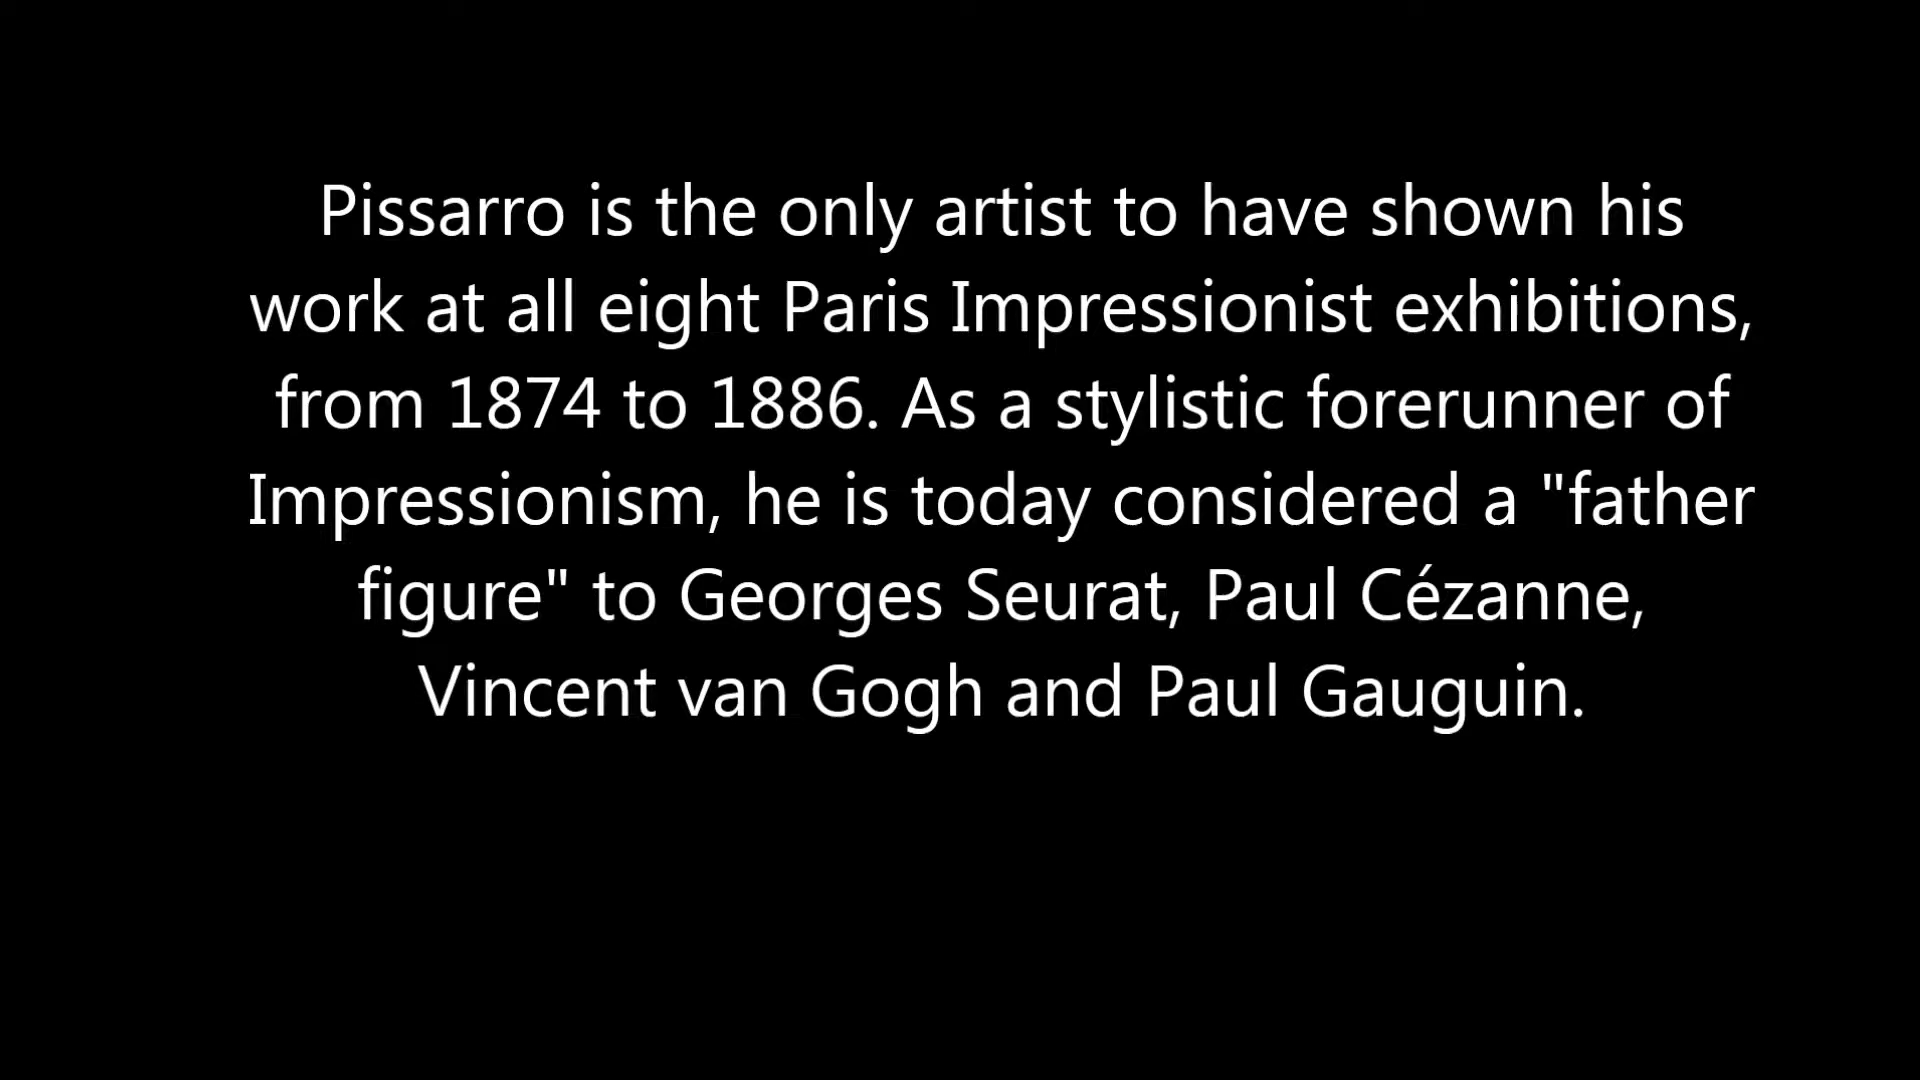 Pissarro is the only artist to have shown his
work at all eight Paris Impressionist exhibitions,
from 1874 to 1886. As a stylistic forerunner of
Impressionism, he is today considered a "father
figure" to Georges Seurat, Paul Cézanne,
Vincent van Gogh and Paul Gauguin.